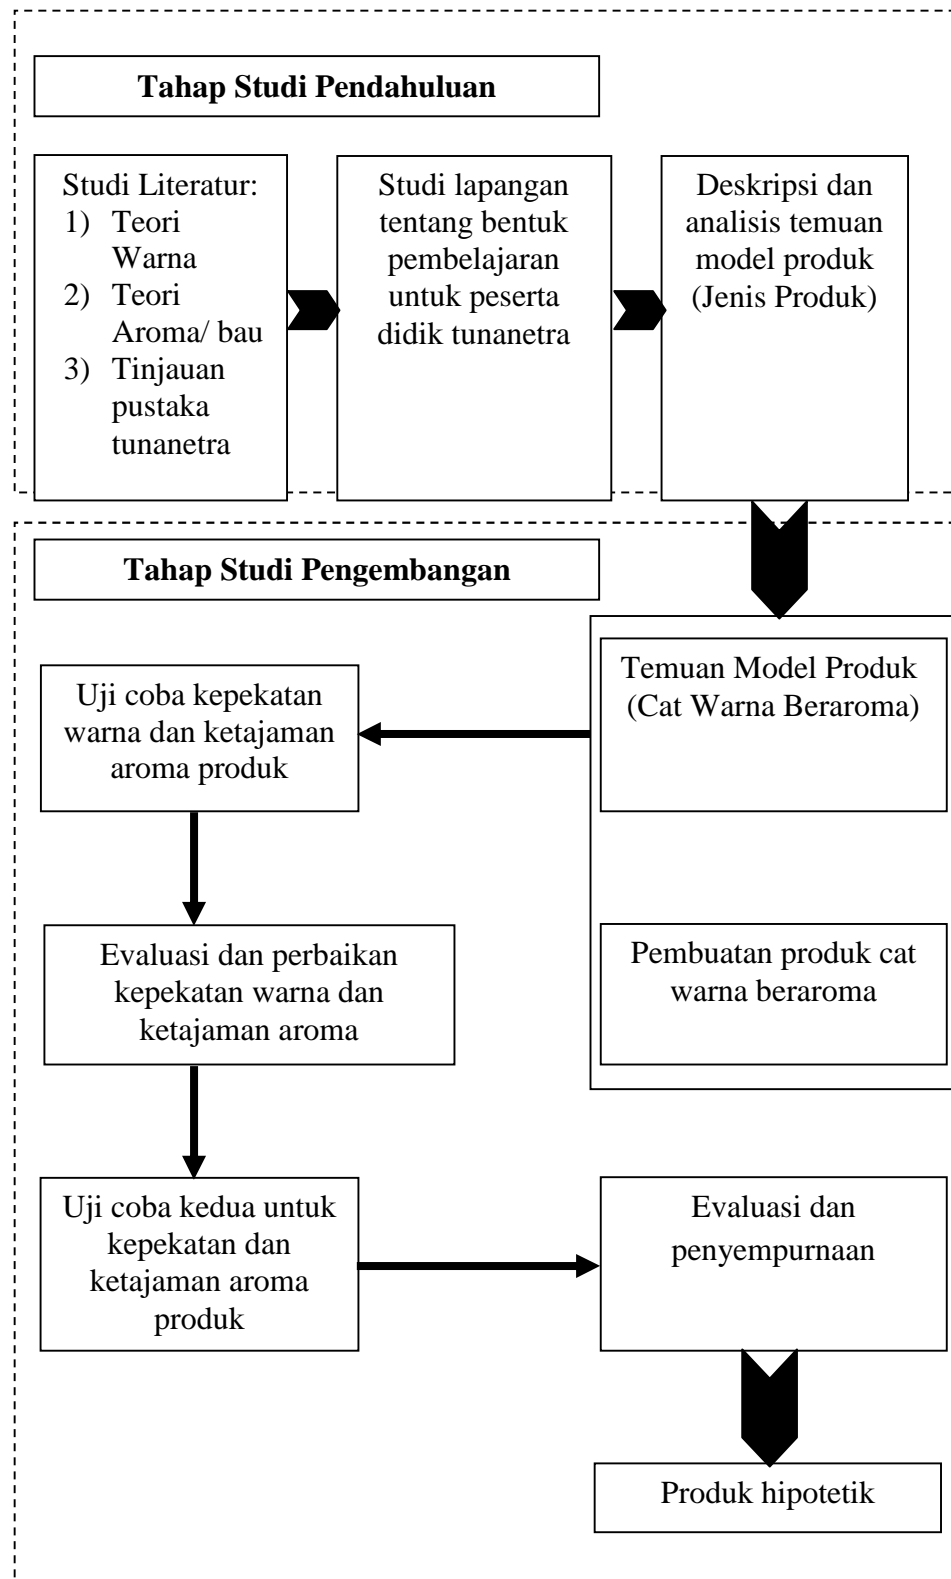 Tahap Studi Pendahuluan
Studi Literatur:
1) Teori
Warna
2) Teori
Aroma/ bau
3) Tinjauan
pustaka
tunanetra
Studi lapangan
tentang bentuk
pembelajaran
untuk peserta
didik tunanetra
Deskripsi dan
analisis temuan
model produk
(Jenis Produk)
Tahap Studi Pengembangan
Temuan Model Produk
(Cat Warna Beraroma)
Pembuatan produk cat
warna beraroma
Uji coba kepekatan
warna dan ketajaman
aroma produk
Evaluasi dan perbaikan
kepekatan warna dan
ketajaman aroma
Uji coba kedua untuk
kepekatan dan
ketajaman aroma
produk
Evaluasi dan
penyempurnaan
Produk hipotetik